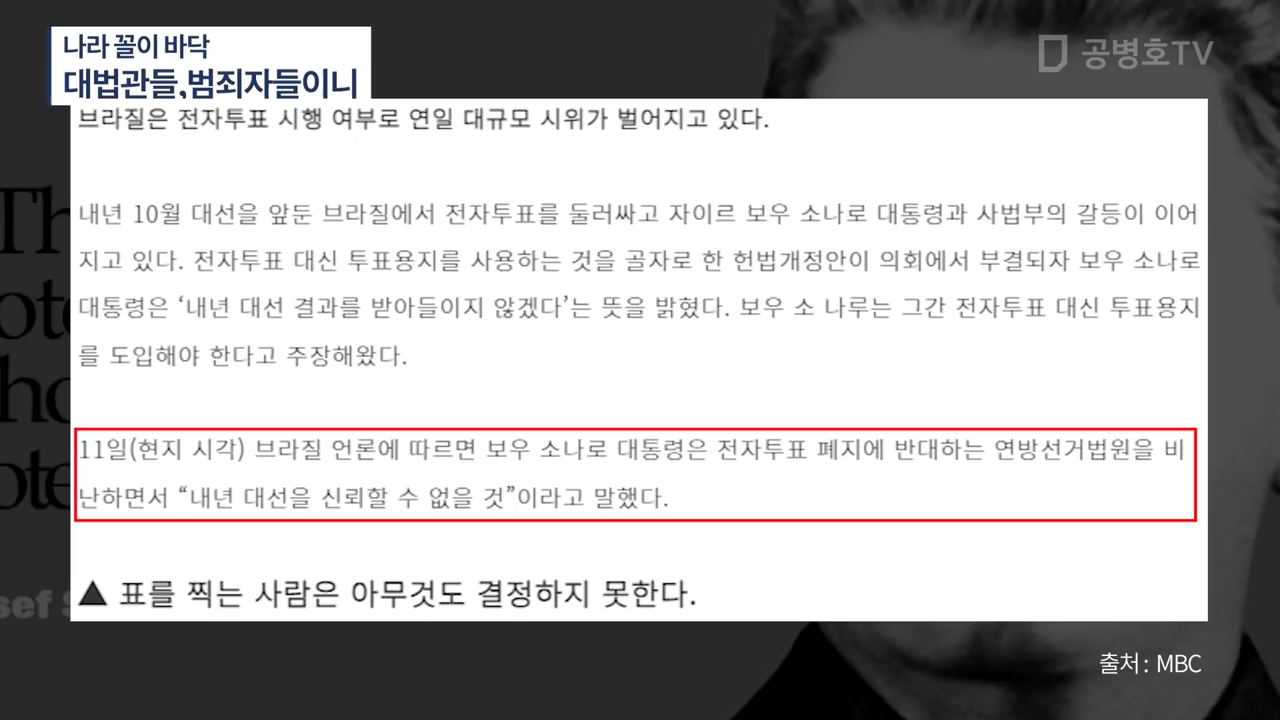 나라 꼴이 바닥
대법관들,범죄자들이니
공병호TV
브라질은 전자투표 시행 여부로 연일 대규모 시위가 벌어지고 있다.
내년 10월 대선을 앞둔 브라질에서 전자투표를 둘러싸고 자이르 보우 소나로 대통령과 사법부의 갈등이 이어
지고 있다. 전자투표 대신 투표용지를 사용하는 것을 골자로 한 헌법개정안이 의회에서 부결되자 보우 소나로
대통령은 ‘내년 대선 결과를 받아들이지 않겠다’는 뜻을 밝혔다. 보우 소 나루는 그간 전자투표 대신 투표용지
를 도입해야 한다고 주장해왔다.
11일(현지 시각) 브라질 언론에 따르면 보우 소나로 대통령은 전자투표 폐지에 반대하는 연방선거법원을 비
난하면서 “내년 대선을 신뢰할 수 없을 것”이라고 말했다.
▲ 표를 찍는 사람은 아무것도 결정하지 못한다.
출처 : MBC